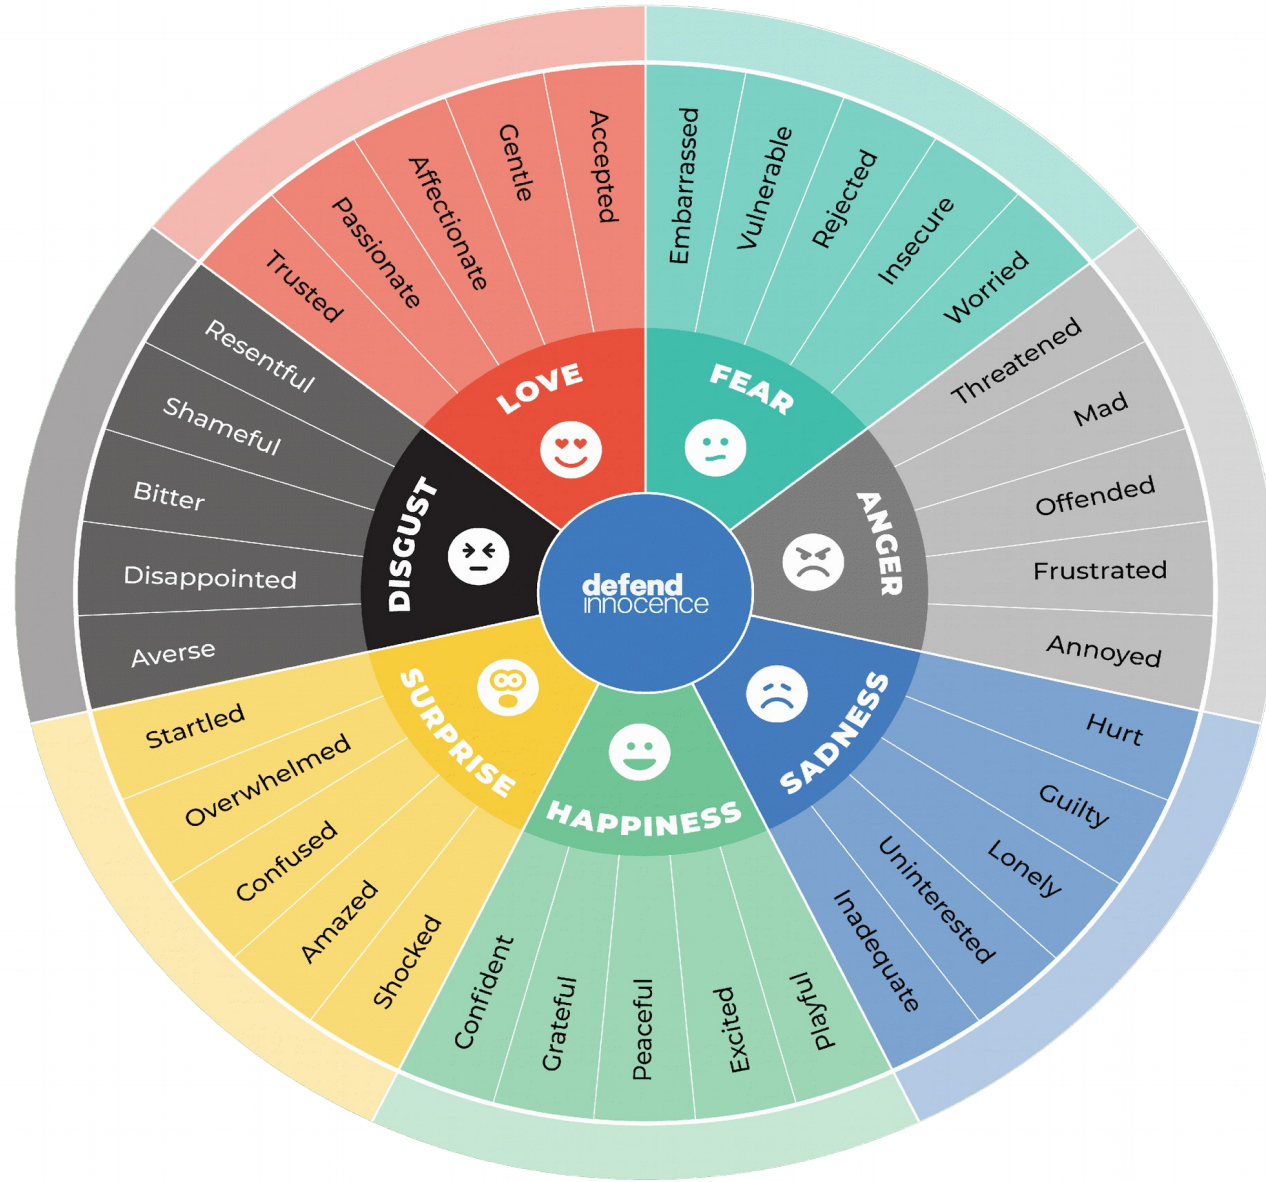 defend
innocence
LOVE
Trusted
Passionate
Affectionate
Gentle
Accepted
FEAR
Embarrassed
Vulnerable
Rejected
Insecure
Worried
ANGER
Threatened
Mad
Offended
Frustrated
Annoyed
SADNESS
Hurt
Guilty
Lonely
Uninterested
Inadequate
HAPPINESS
Playful
Excited
Peaceful
Grateful
Confident
SURPRISE
Shocked
Amazed
Confused
Overwhelmed
Startled
DISGUST
Averse
Disappointed
Bitter
Shameful
Resentful